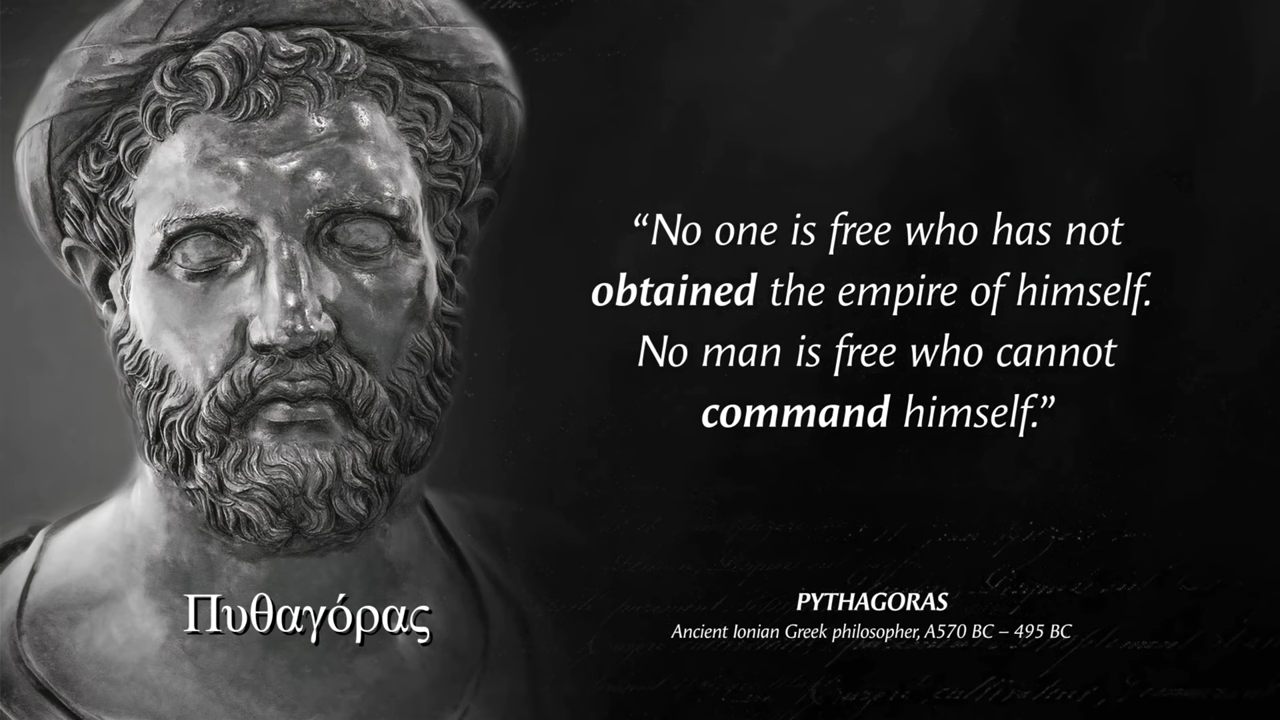 “No one is free who has not
obtained the empire of himself.
No man is free who cannot
command himself.”
Πυθαγόρας
PYTHAGORAS
Ancient Ionian Greek philosopher, A570 BC – 495 BC